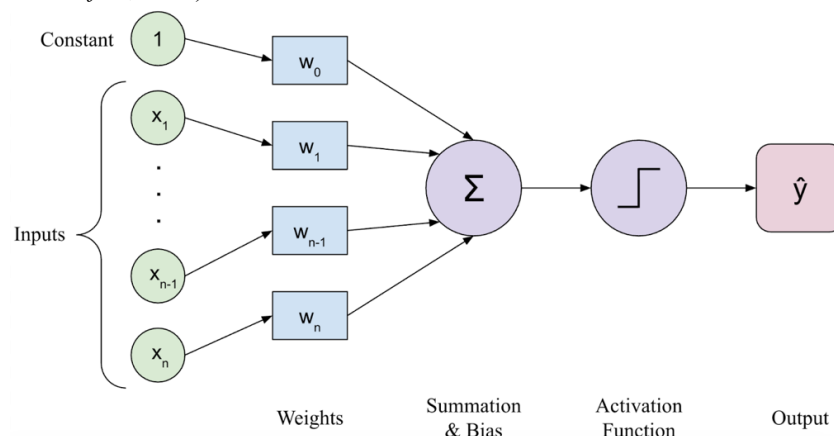 Constant
1
w0
x1
w1
.
.
.
Σ
ŷ
Inputs
wn-1
xn-1
wn
xn
Weights
Summation
& Bias
Activation
Function
Output